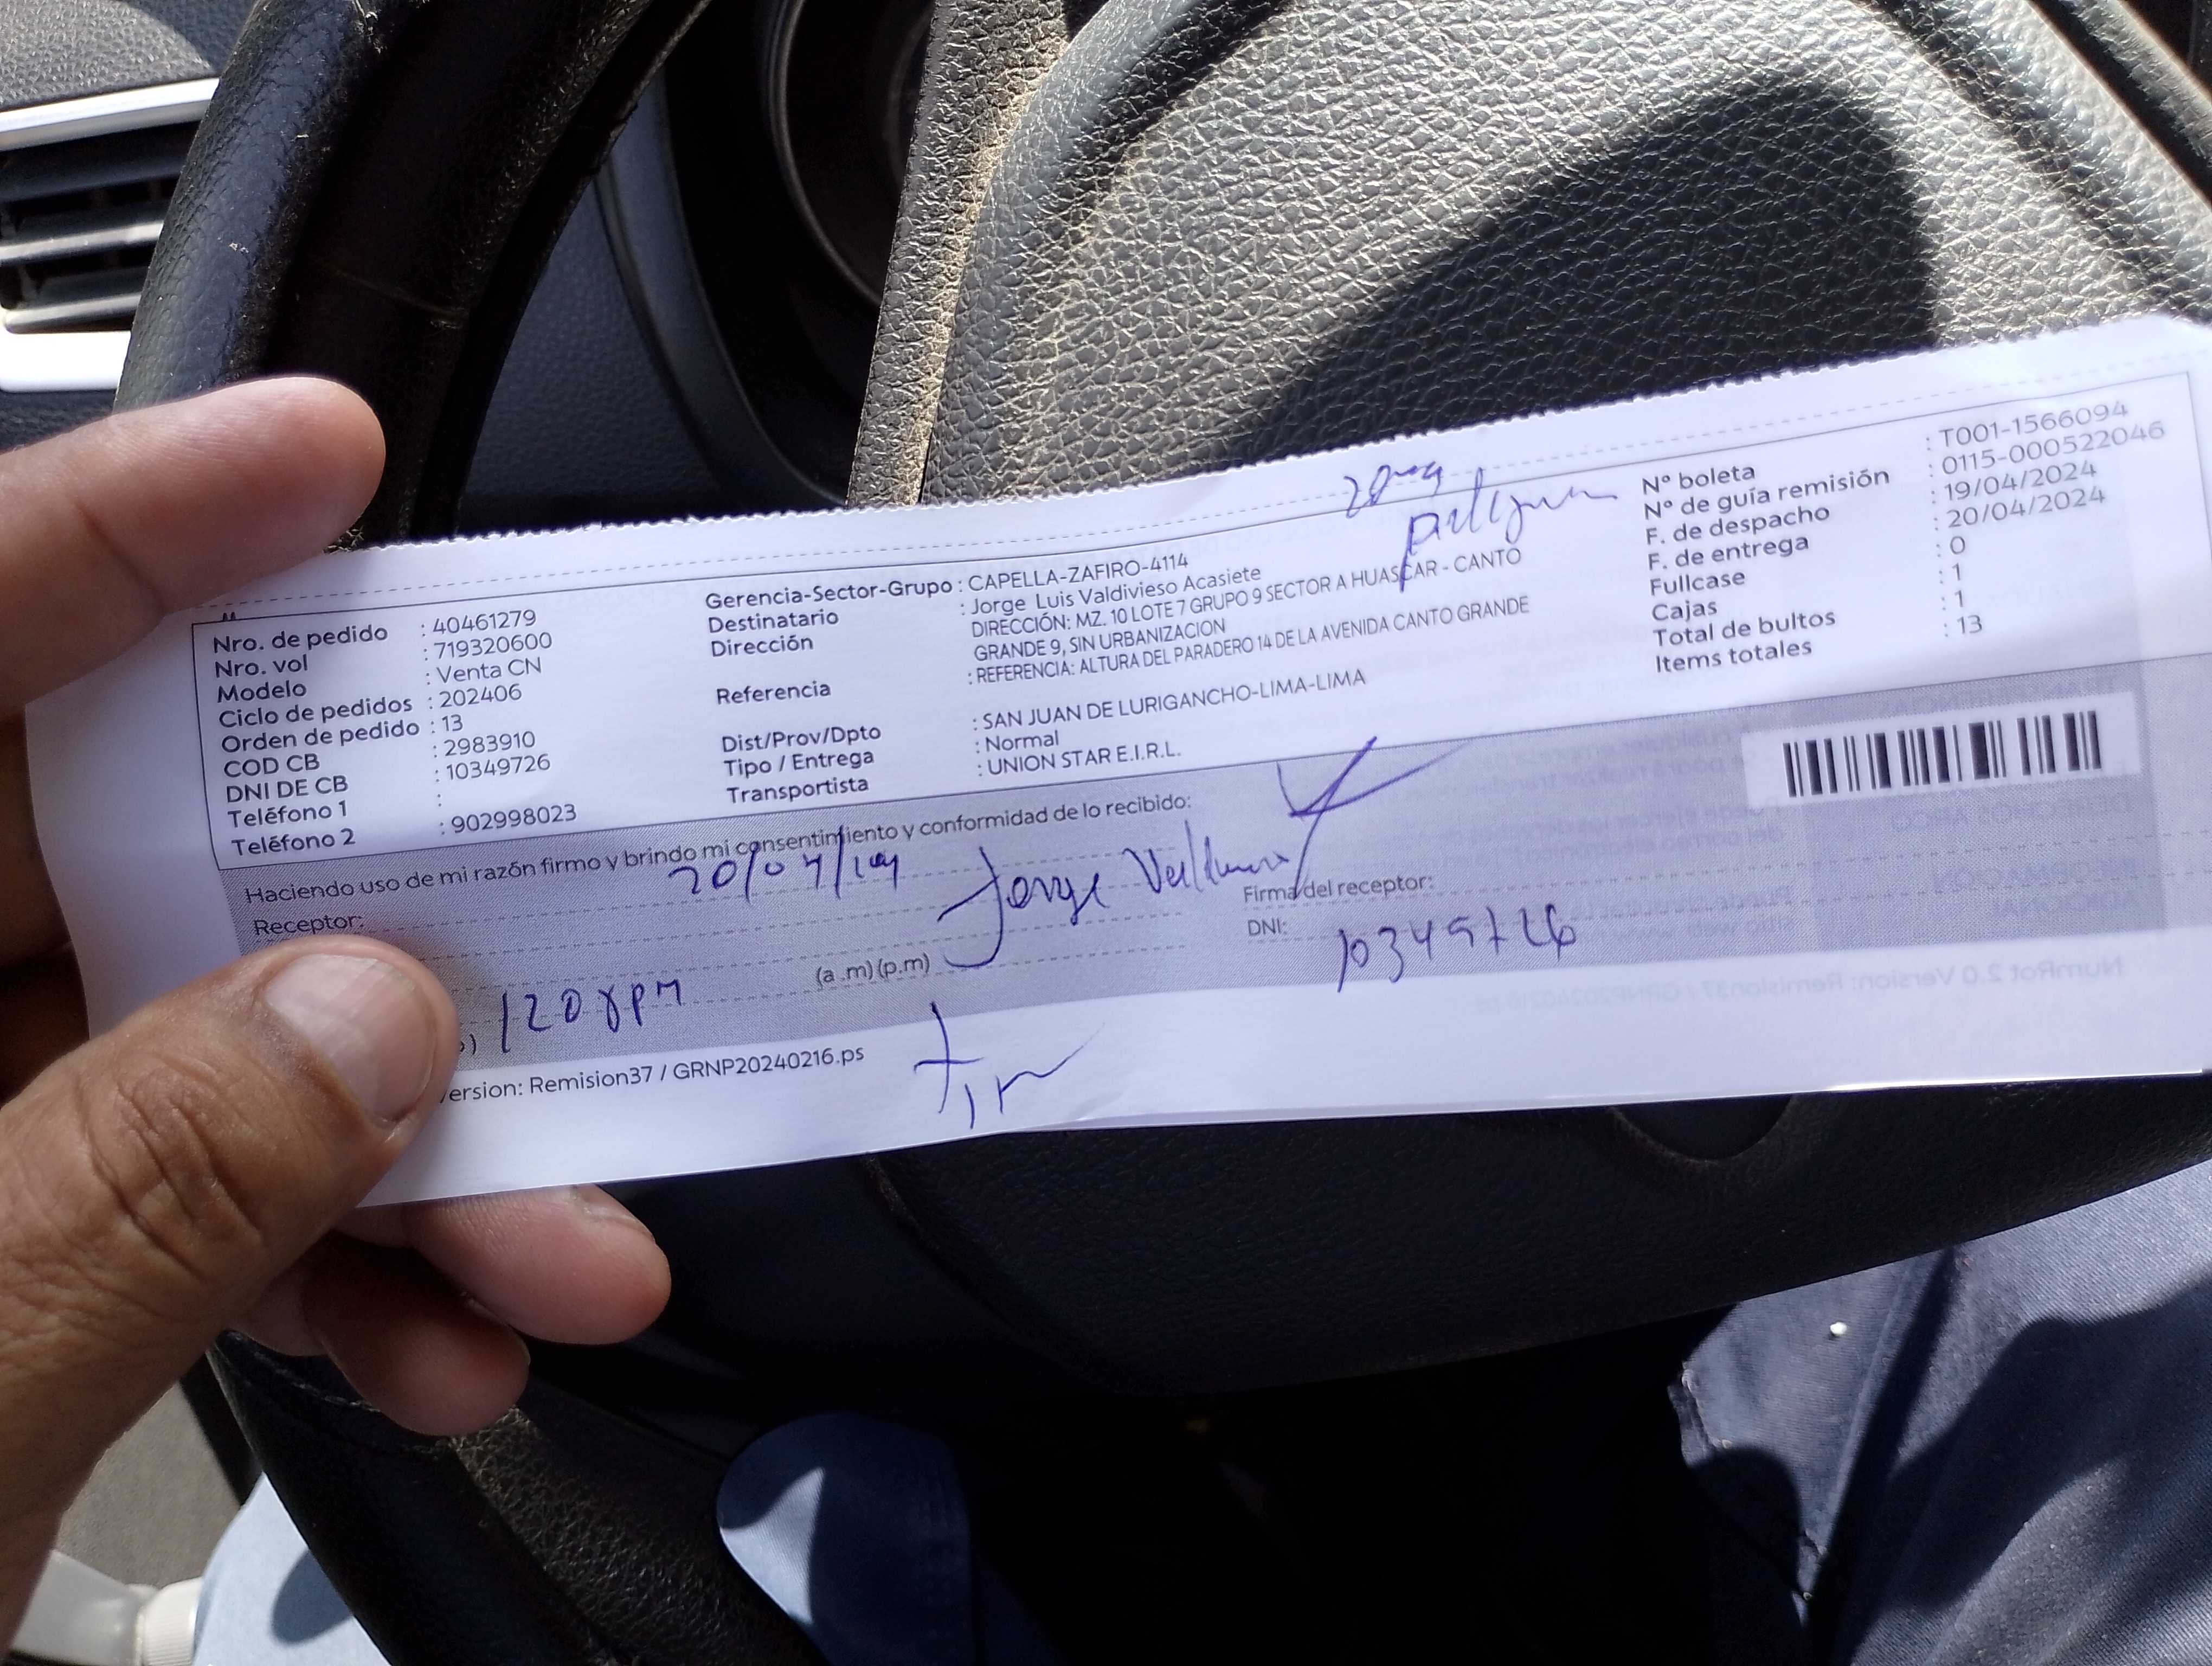 Nro. de pedido : 40461279
Nro. vol : 719320600
Modelo : Venta CN
Ciclo de pedidos : 202406
Orden de pedido : 13
COD CB : 2983910
DNI DE CB : 10349726
Teléfono 1 :
Teléfono 2 : 902998023
Gerencia-Sector-Grupo : CAPELLA-ZAFIRO-4114
Destinatario : Jorge Luis Valdivieso Acasiete
Dirección DIRECCIÓN: MZ. 10 LOTE 7 GRUPO 9 SECTOR A HUASCAR - CANTO
GRANDE 9, SIN URBANIZACION
Referencia : REFERENCIA: ALTURA DEL PARADERO 14 DE LA AVENIDA CANTO GRANDE
Dist/Prov/Dpto : SAN JUAN DE LURIGANCHO-LIMA-LIMA
Tipo / Entrega : Normal
Transportista : UNION STAR E.I.R.L.
Nº boleta : T001-1566094
Nº de guía remisión : 0115-000522046
F. de despacho : 19/04/2024
F. de entrega : 20/04/2024
Fullcase : 0
Cajas : 1
Total de bultos : 1
Items totales : 13
Haciendo uso de mi razón firmo y brindo mi consentimiento y conformidad de lo recibido:
Receptor: Jorge
(a .m)(p.m)
Firma del receptor:
DNI: 10349726
ersion: Remision37 / GRNP20240216.ps